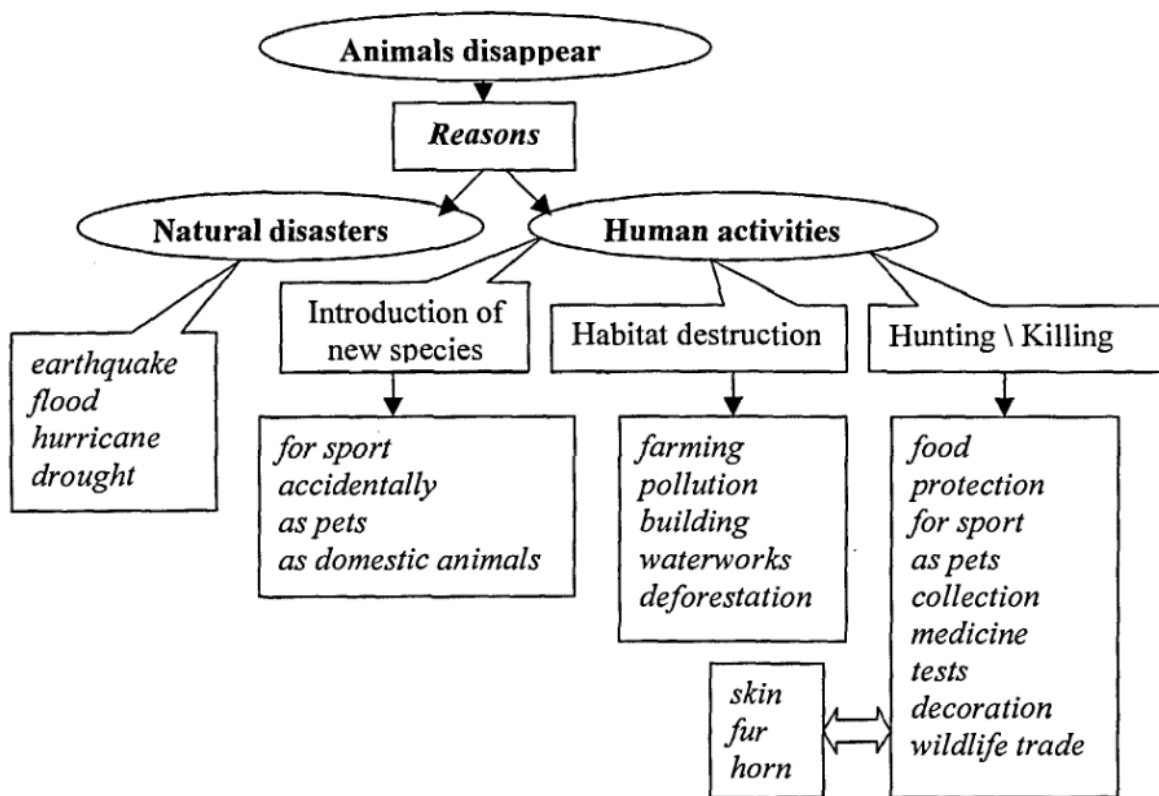 Animals disappear
Reasons
Natural disasters
Human activities
earthquake
flood
hurricane
drought
Introduction of
new species
for sport
accidentally
as pets
as domestic animals
Habitat destruction
farming
pollution
building
waterworks
deforestation
Hunting \ Killing
food
protection
for sport
as pets
collection
medicine
tests
decoration
wildlife trade
skin
fur
horn